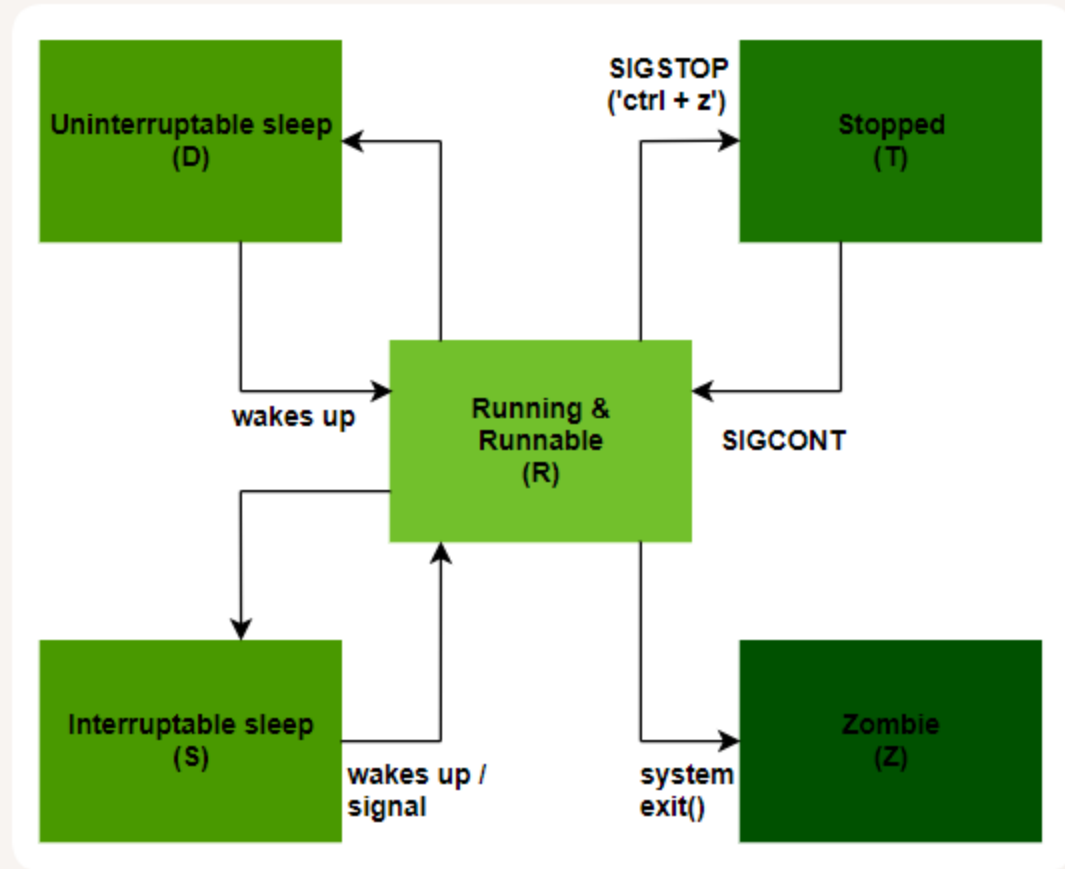 Uninterruptable sleep
(D)
SIGSTOP
('ctrl + z')
Stopped
(T)
wakes up
Running &
Runnable
(R)
SIGCONT
Interruptable sleep
(S)
wakes up /
signal
system
exit()
Zombie
(Z)